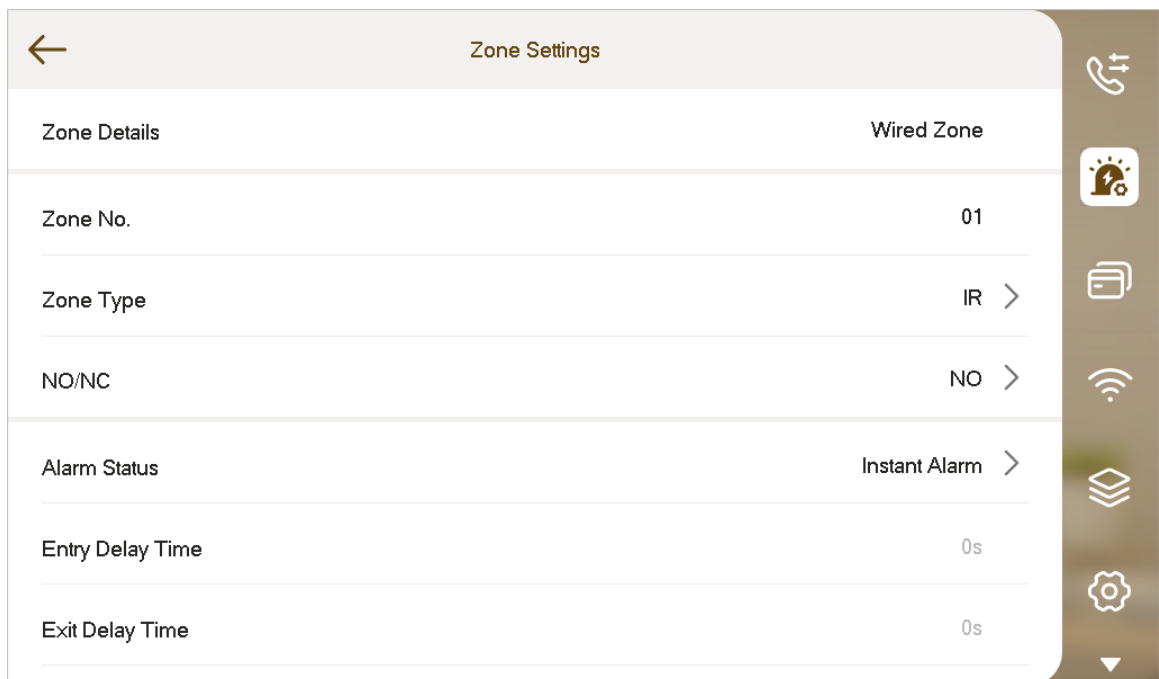 Zone Settings
Zone Details Wired Zone
Zone No. 01
Zone Type IR
NO/NC NO
Alarm Status Instant Alarm
Entry Delay Time 0s
Exit Delay Time 0s